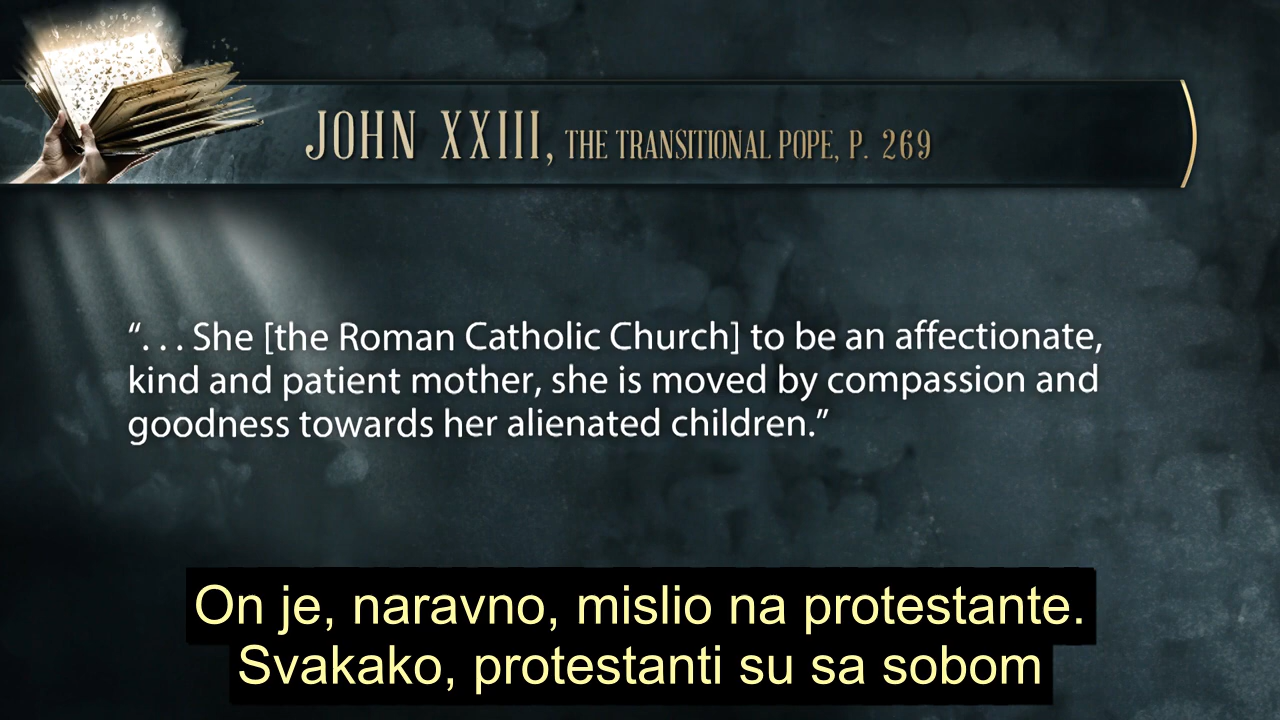 JOHN XXIII, THE TRANSITIONAL POPE, P. 269
“. . . She [the Roman Catholic Church] to be an affectionate,
kind and patient mother, she is moved by compassion and
goodness towards her alienated children.”
On je, naravno, mislio na protestante.
Svakako, protestanti su sa sobom